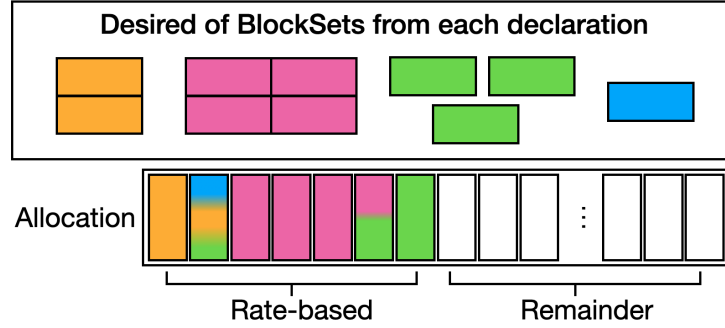 Desired of BlockSets from each declaration
Allocation
Rate-based
Remainder